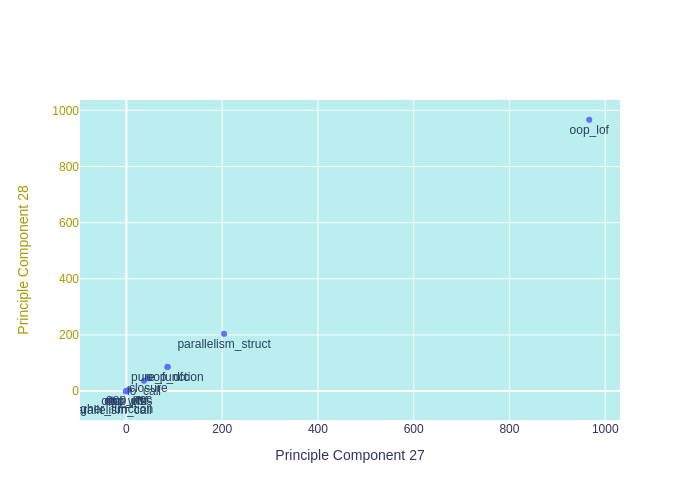 1000
800
600
400
200
0
oop_lof
parallelism_struct
closure
0
200
400
600
800
1000
Principle Component 27
Principle Component 28